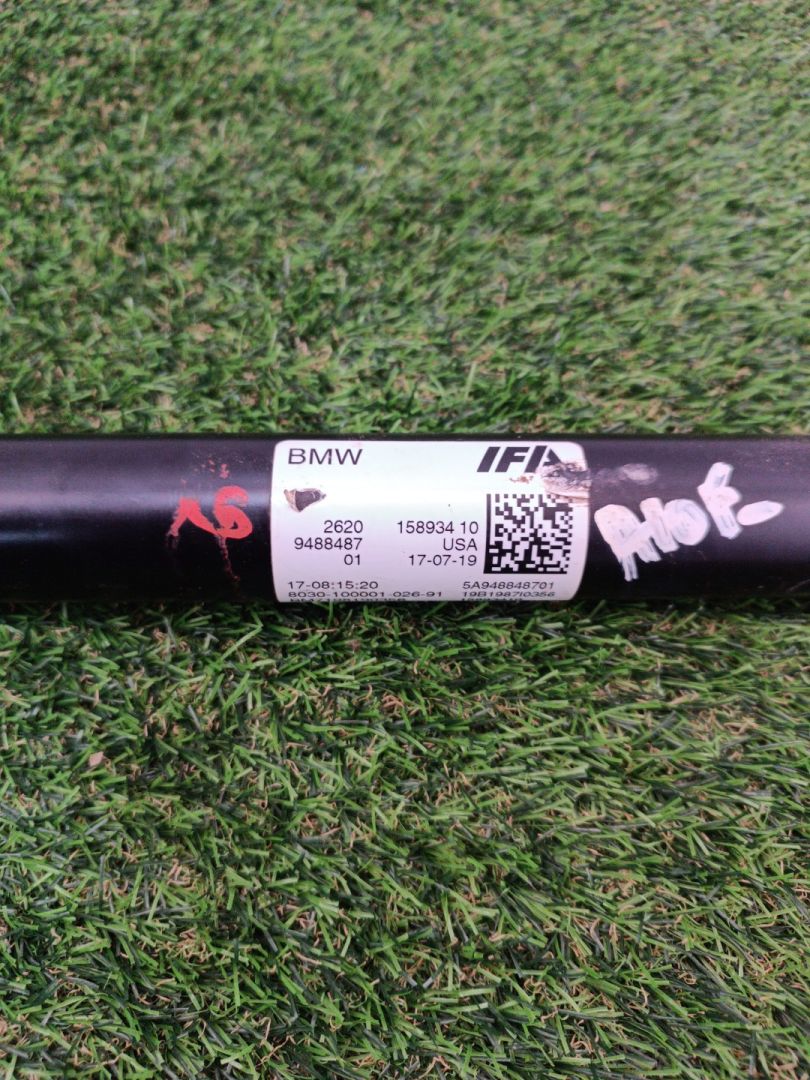 BMW IFA
2620 158934 10
9488487 USA
01 17-07-19
17-08:15:20 5A948848701
8030-100001-026-91 19B1987I0356